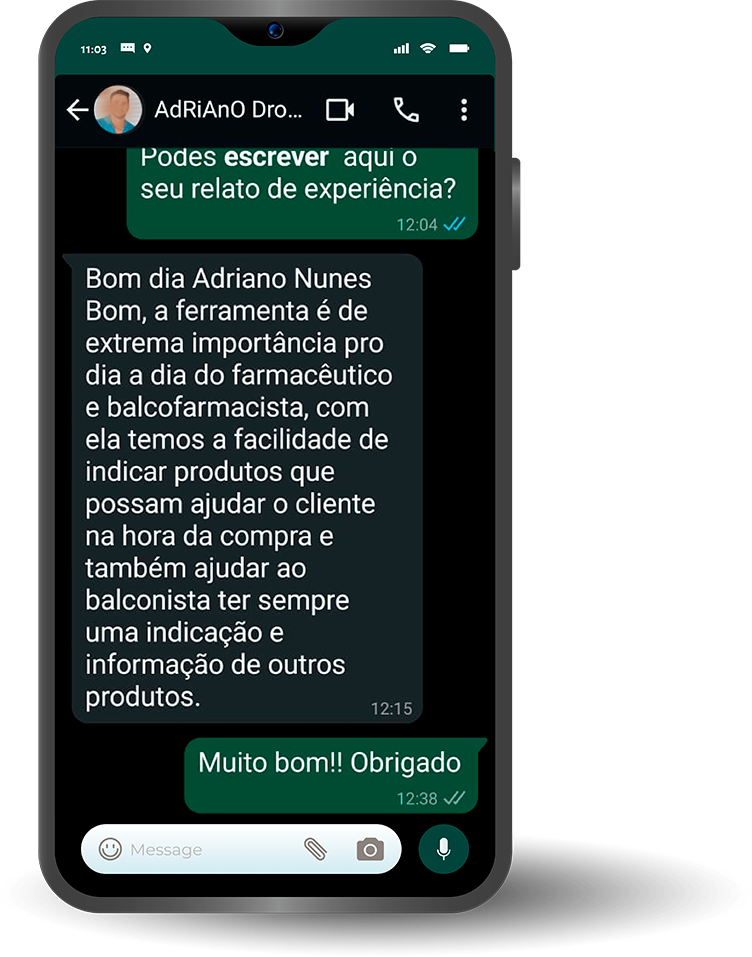 11:03
AdRiAnO Dro...
Podes escrever aqui o
seu relato de experiência?
12:04
Bom dia Adriano Nunes
Bom, a ferramenta é de
extrema importância pro
dia a dia do farmacêutico
e balcofarmacista, com
ela temos a facilidade de
indicar produtos que
possam ajudar o cliente
na hora da compra e
também ajudar ao
balconista ter sempre
uma indicação e
informação de outros
produtos.
12:15
Muito bom!! Obrigado
12:38
Message